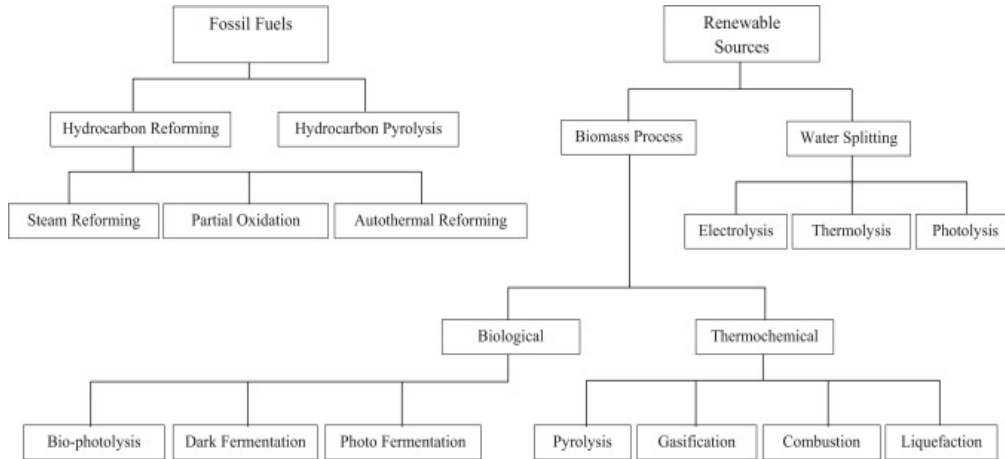 Fossil Fuels
Renewable
Sources
Hydrocarbon Reforming
Hydrocarbon Pyrolysis
Biomass Process
Water Splitting
Steam Reforming
Partial Oxidation
Autothermal Reforming
Electrolysis
Thermolysis
Photolysis
Biological
Thermochemical
Bio-photolysis
Dark Fermentation
Photo Fermentation
Pyrolysis
Gasification
Combustion
Liquefaction